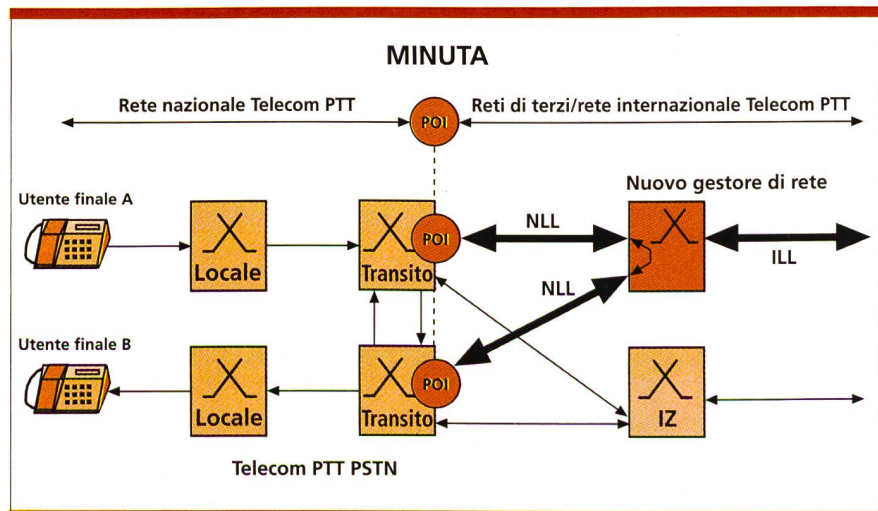 MINUTA
Rete nazionale Telecom PTT
POI
Reti di terzi/rete internazionale Telecom PTT
Utente finale A
Nuovo gestore di rete
Locale
Transito
POI
NLL
ILL
NLL
Utente finale B
Locale
Transito
POI
IZ
Telecom PTT PSTN